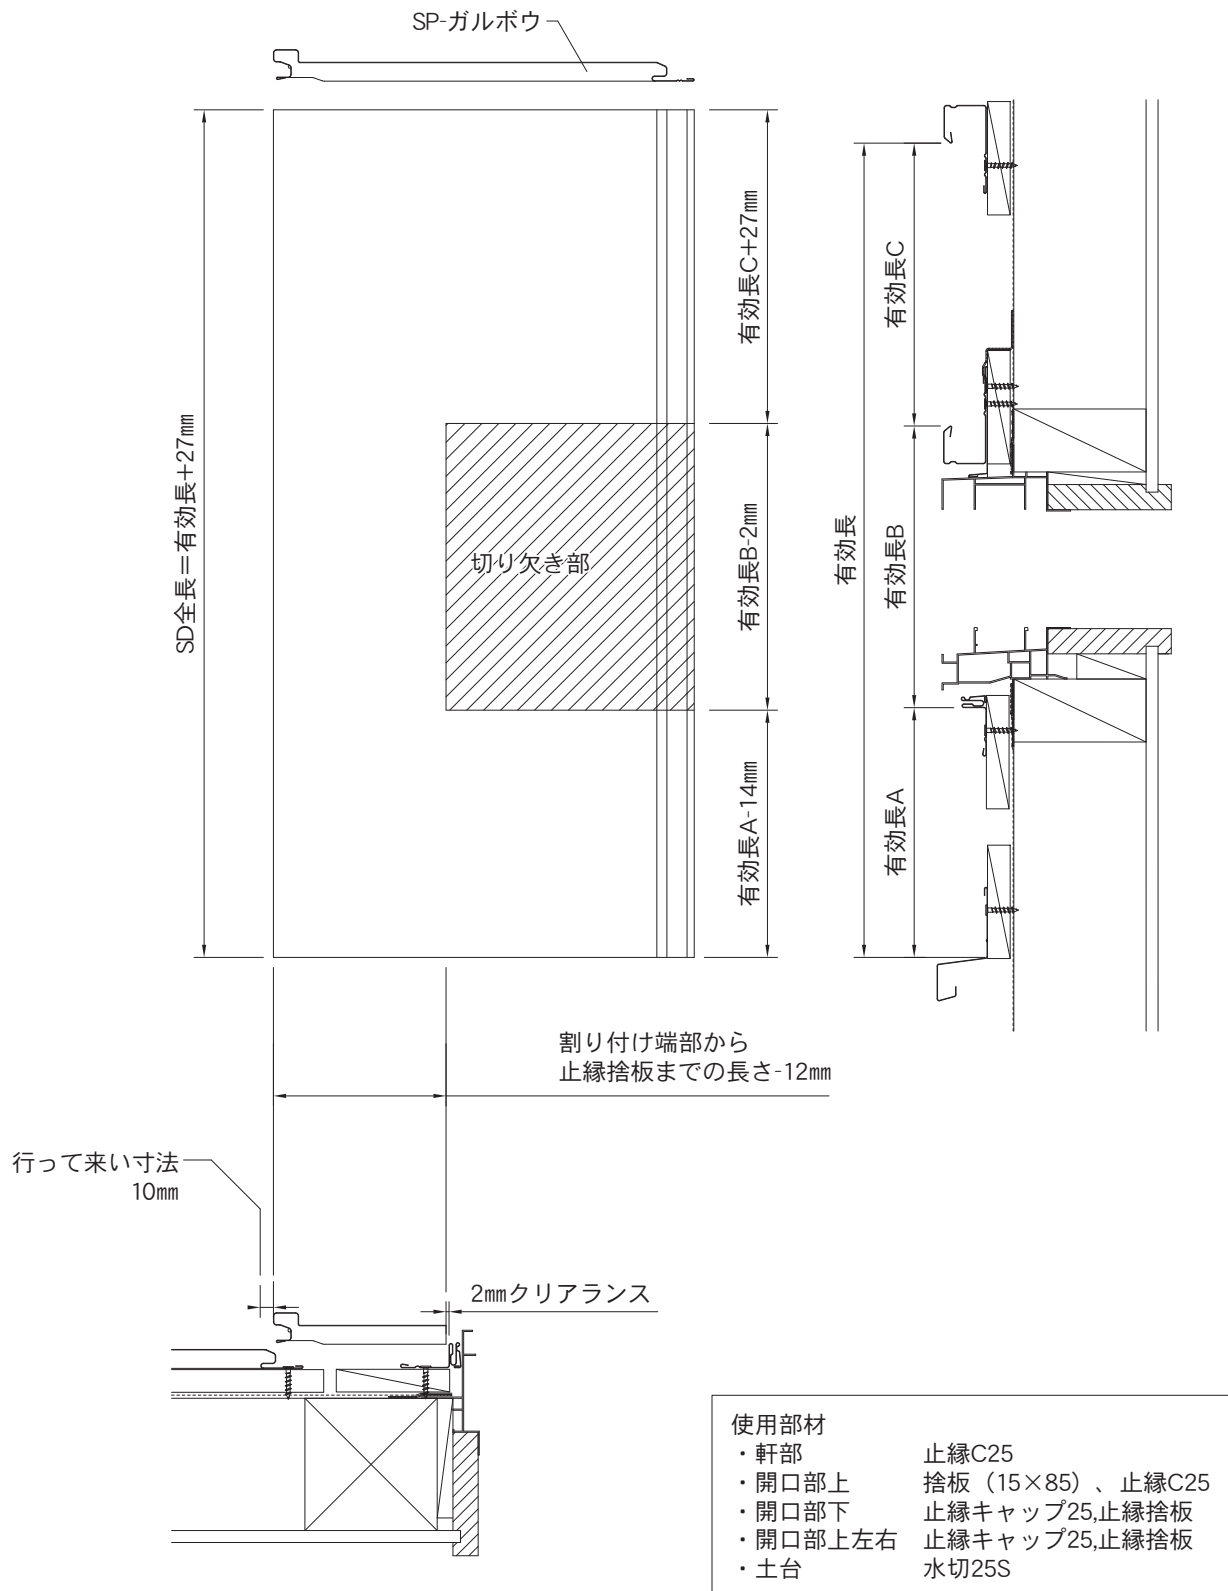 SP-ガルボウ
SD全長＝有効長＋27㎜
有効長C+27㎜
有効長B-2㎜
有効長A-14㎜
切り欠き部
有効長
有効長C
有効長B
有効長A
割り付け端部から
止縁捨板までの長さ-12㎜
行って来い寸法
10㎜
2㎜クリアランス
使用部材
・軒部 止縁C25
・開口部上 捨板（15×85）、止縁C25
・開口部下 止縁キャップ25,止縁捨板
・開口部上左右 止縁キャップ25,止縁捨板
・土台 水切25S